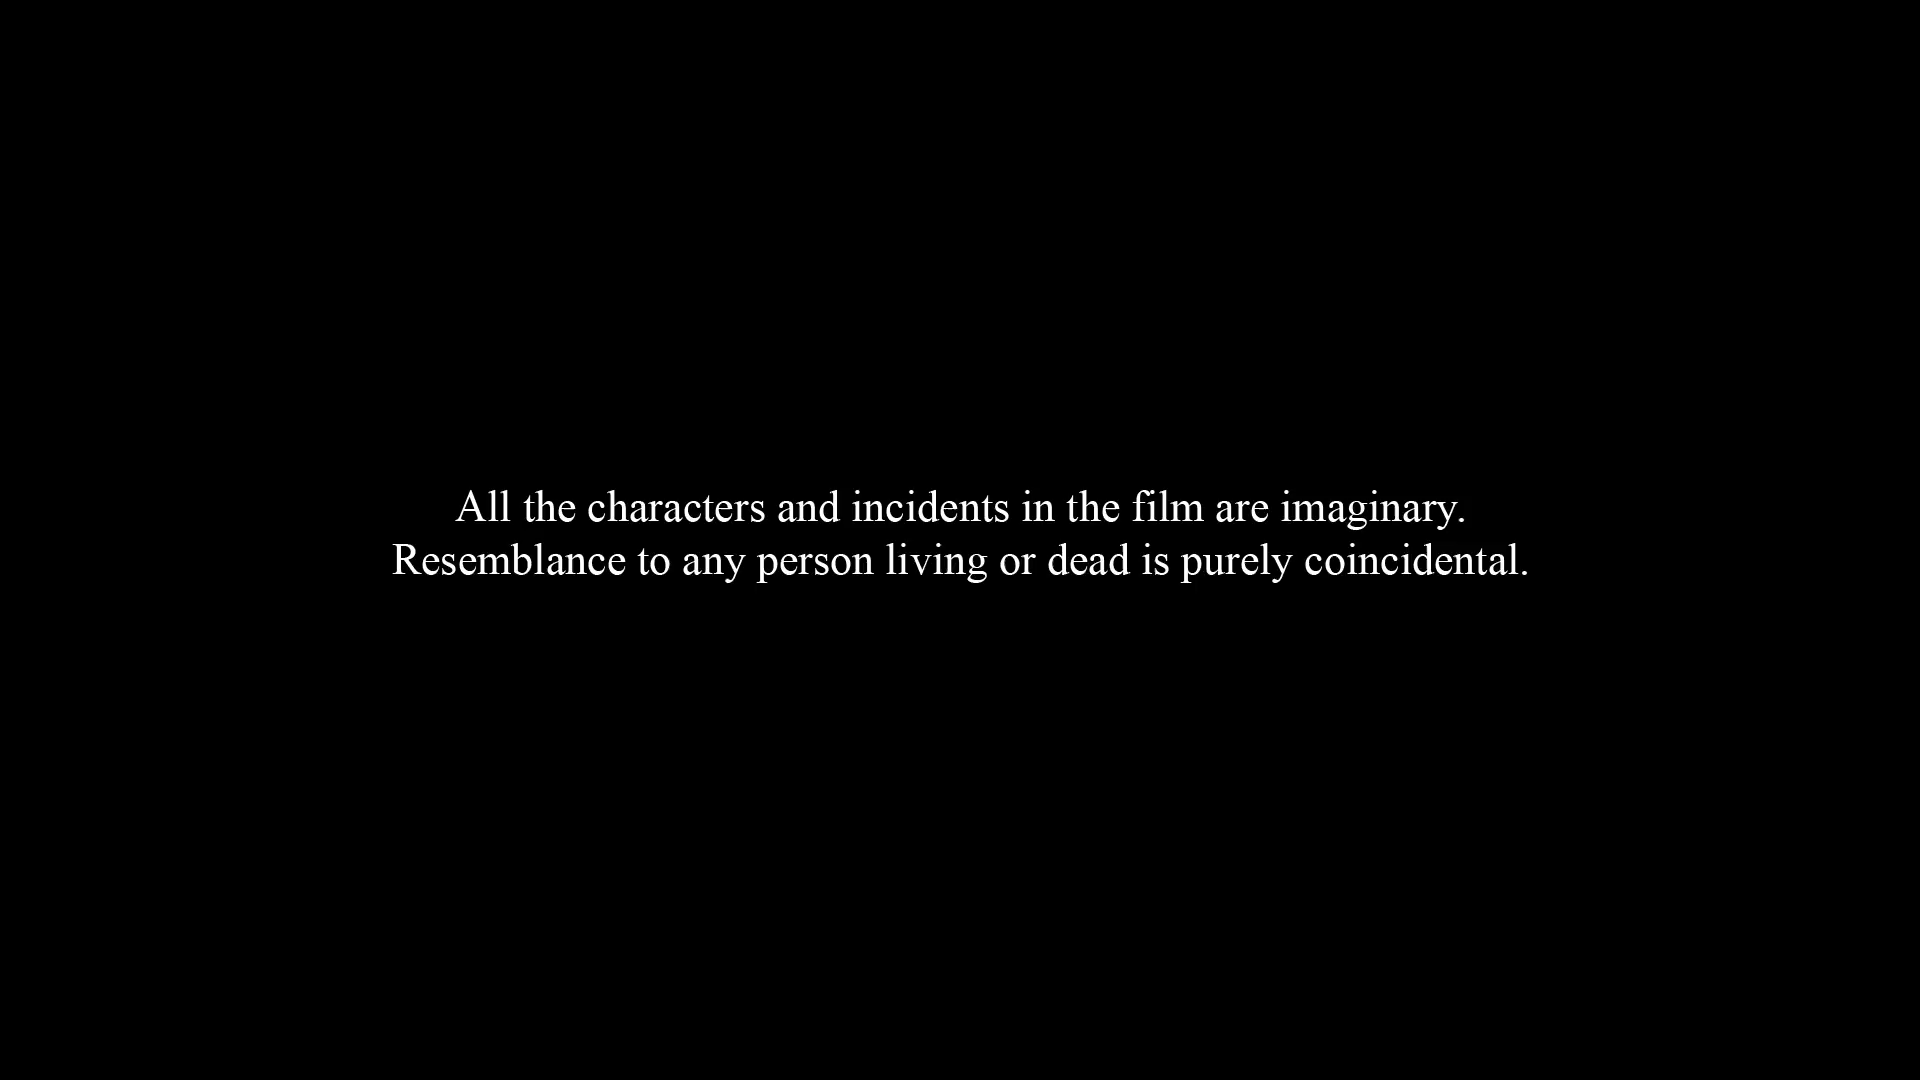 All the characters and incidents in the film are imaginary.
Resemblance to any person living or dead is purely coincidental.